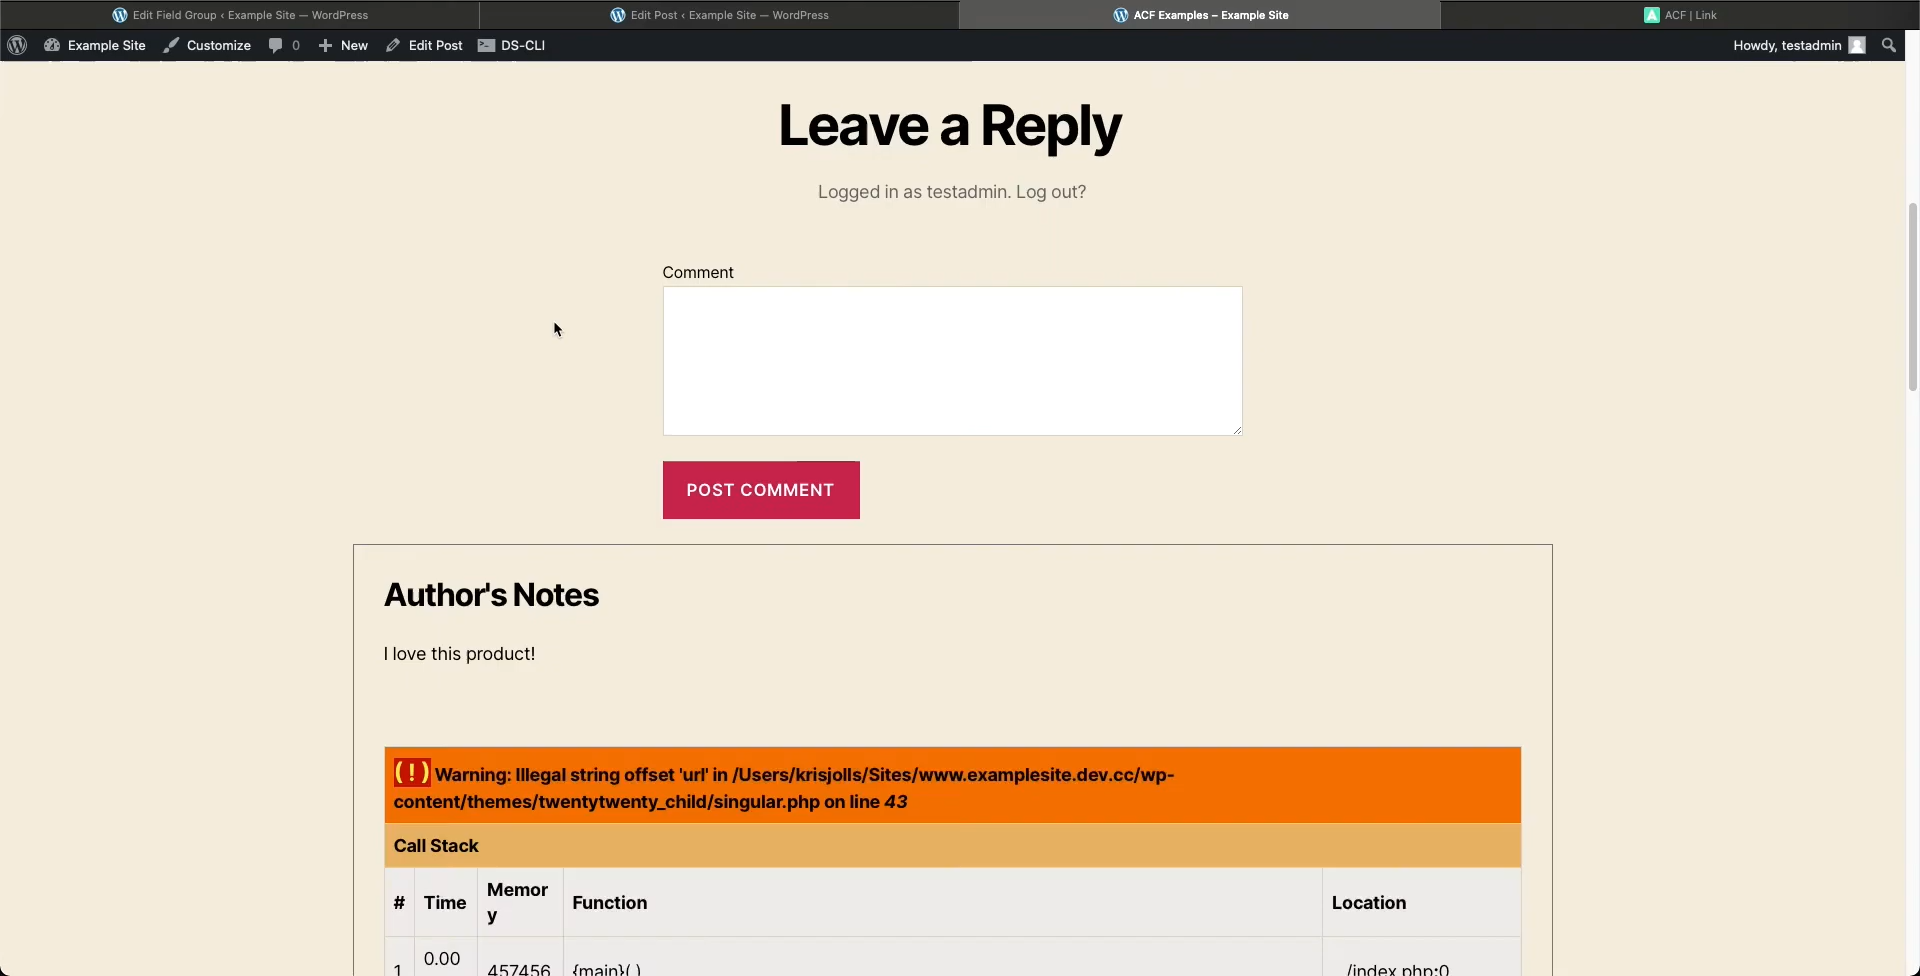 Edit Field Group ‹ Example Site — WordPress
Edit Post ‹ Example Site — WordPress
ACF Examples – Example Site
ACF | Link
Example Site
Customize
0
New
Edit Post
DS-CLI
Howdy, testadmin
Leave a Reply
Logged in as testadmin. Log out?
Comment
POST COMMENT
Author's Notes
I love this product!
( ! ) Warning: Illegal string offset 'url' in /Users/krisjolls/Sites/www.examplesite.dev.cc/wp-
content/themes/twentytwenty_child/singular.php on line 43
Call Stack
# Time Memor
y Function Location
0.00
1 457456 {main}( ) .../index.php:0